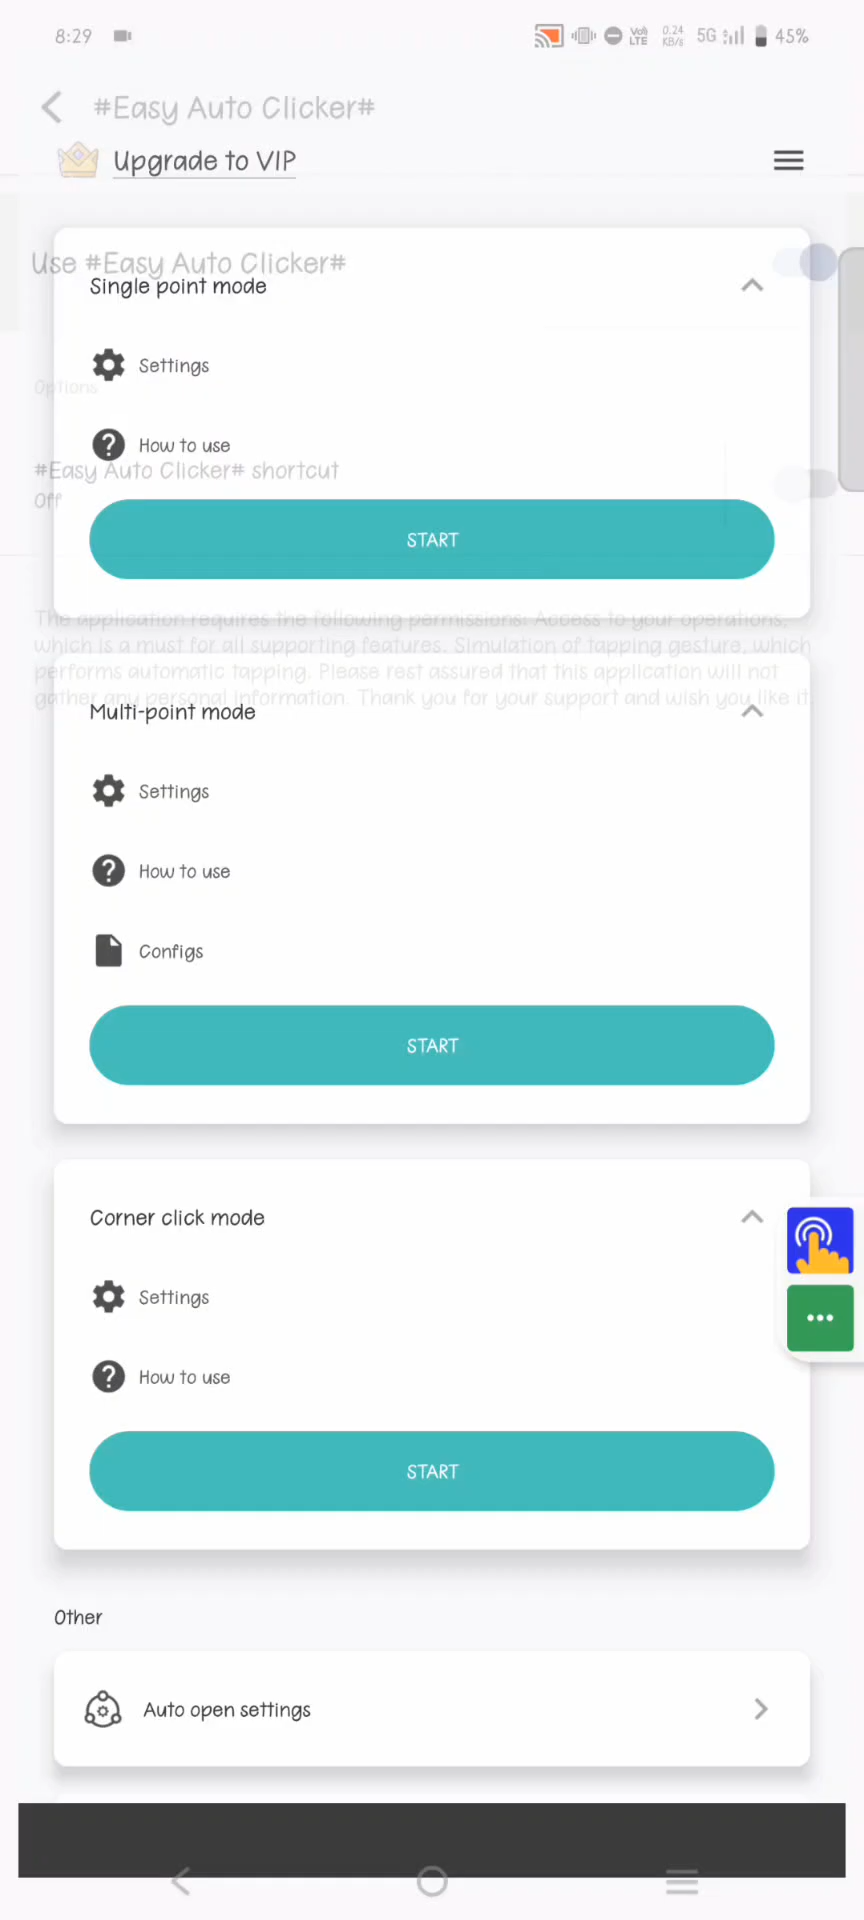 8:29
Vo)) LTE
0.24 KB/s
5G
45%
#Easy Auto Clicker#
Upgrade to VIP
Use #Easy Auto Clicker#
Single point mode
Settings
Options
How to use
#Easy Auto Clicker# shortcut
Off
START
The application requires the following permissions: Access to your operations,
which is a must for all supporting features. Simulation of tapping gesture, which
performs automatic tapping. Please rest assured that this application will not
gather any personal information. Thank you for your support and wish you like it.
Multi-point mode
Settings
How to use
Configs
START
Corner click mode
Settings
How to use
START
Other
Auto open settings